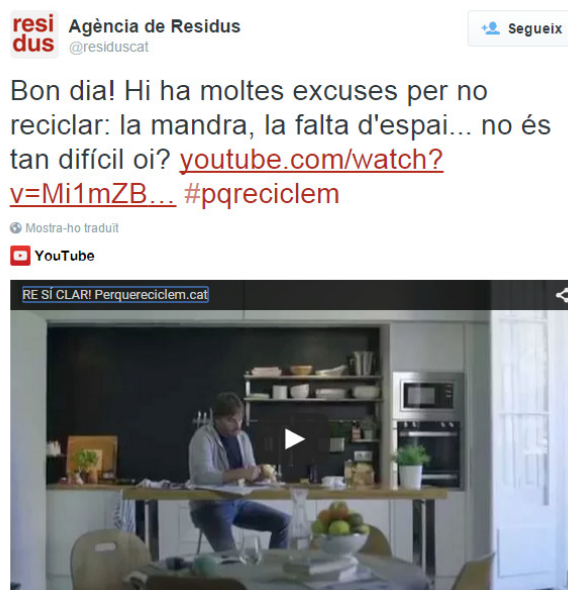 resi
dus
Agència de Residus
@residuscat
Segueix
Bon dia! Hi ha moltes excuses per no
reciclar: la mandra, la falta d'espai... no és
tan difícil oi? youtube.com/watch?
v=Mi1mZB... #pqreciclem
Mostra-ho traduït
YouTube
RE SÍ CLAR! Perquereciclem.cat